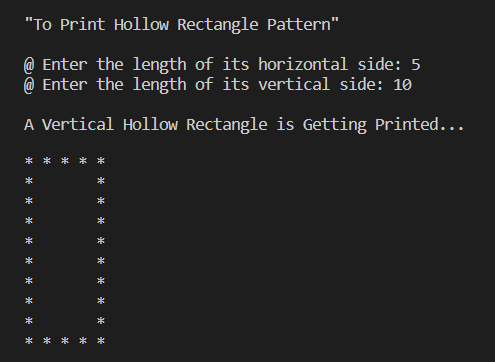 "To Print Hollow Rectangle Pattern"
@ Enter the length of its horizontal side: 5
@ Enter the length of its vertical side: 10
A Vertical Hollow Rectangle is Getting Printed...
* * * * *
*       *
*       *
*       *
*       *
*       *
*       *
*       *
*       *
* * * * *